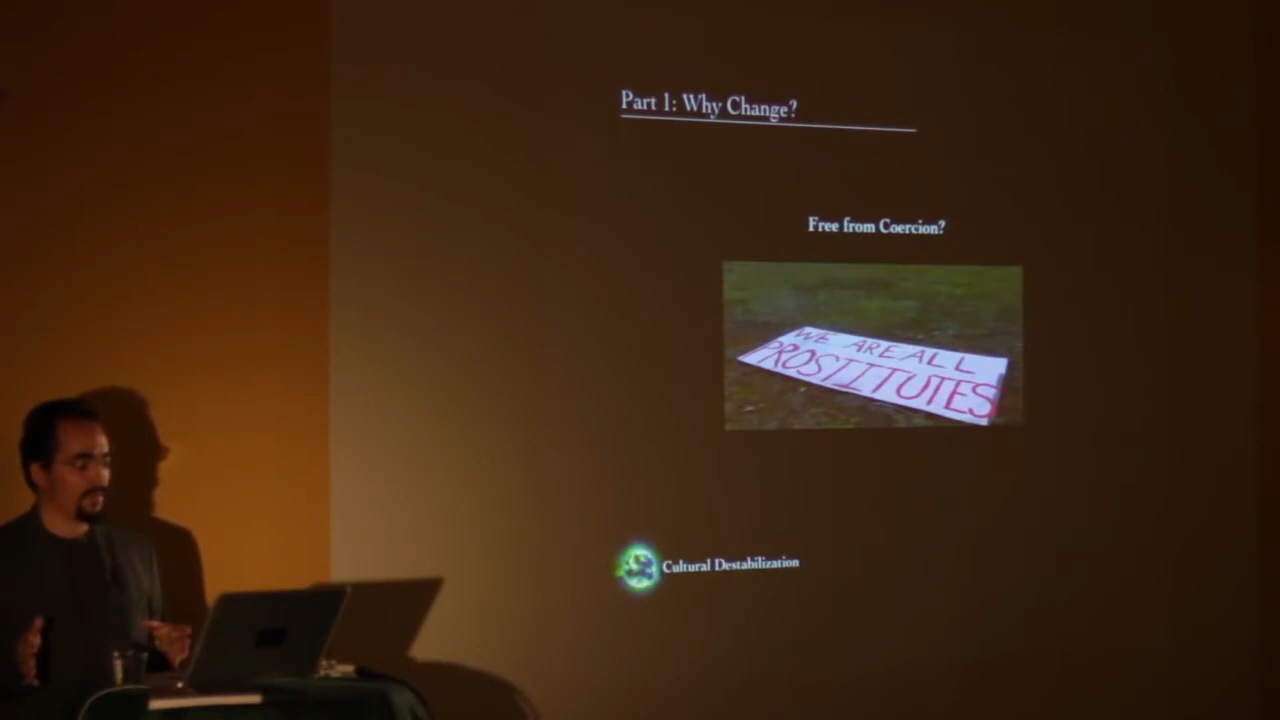 Part 1: Why Change?
Free from Coercion?
WE ARE ALL
PROSTITUTES
Cultural Destabilization